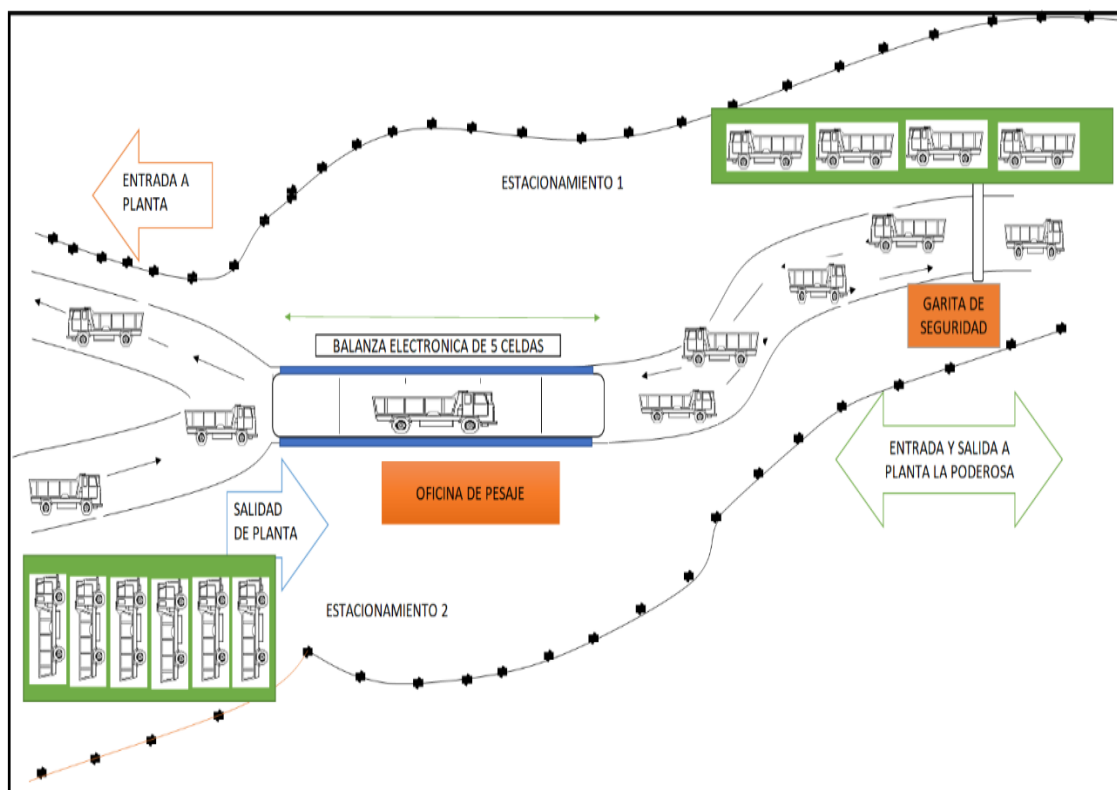 ENTRADA A
PLANTA
ESTACIONAMIENTO 1
GARITA DE
SEGURIDAD
BALANZA ELECTRONICA DE 5 CELDAS
ENTRADA Y SALIDA A
PLANTA LA PODEROSA
OFICINA DE PESAJE
SALIDAD
DE PLANTA
ESTACIONAMIENTO 2